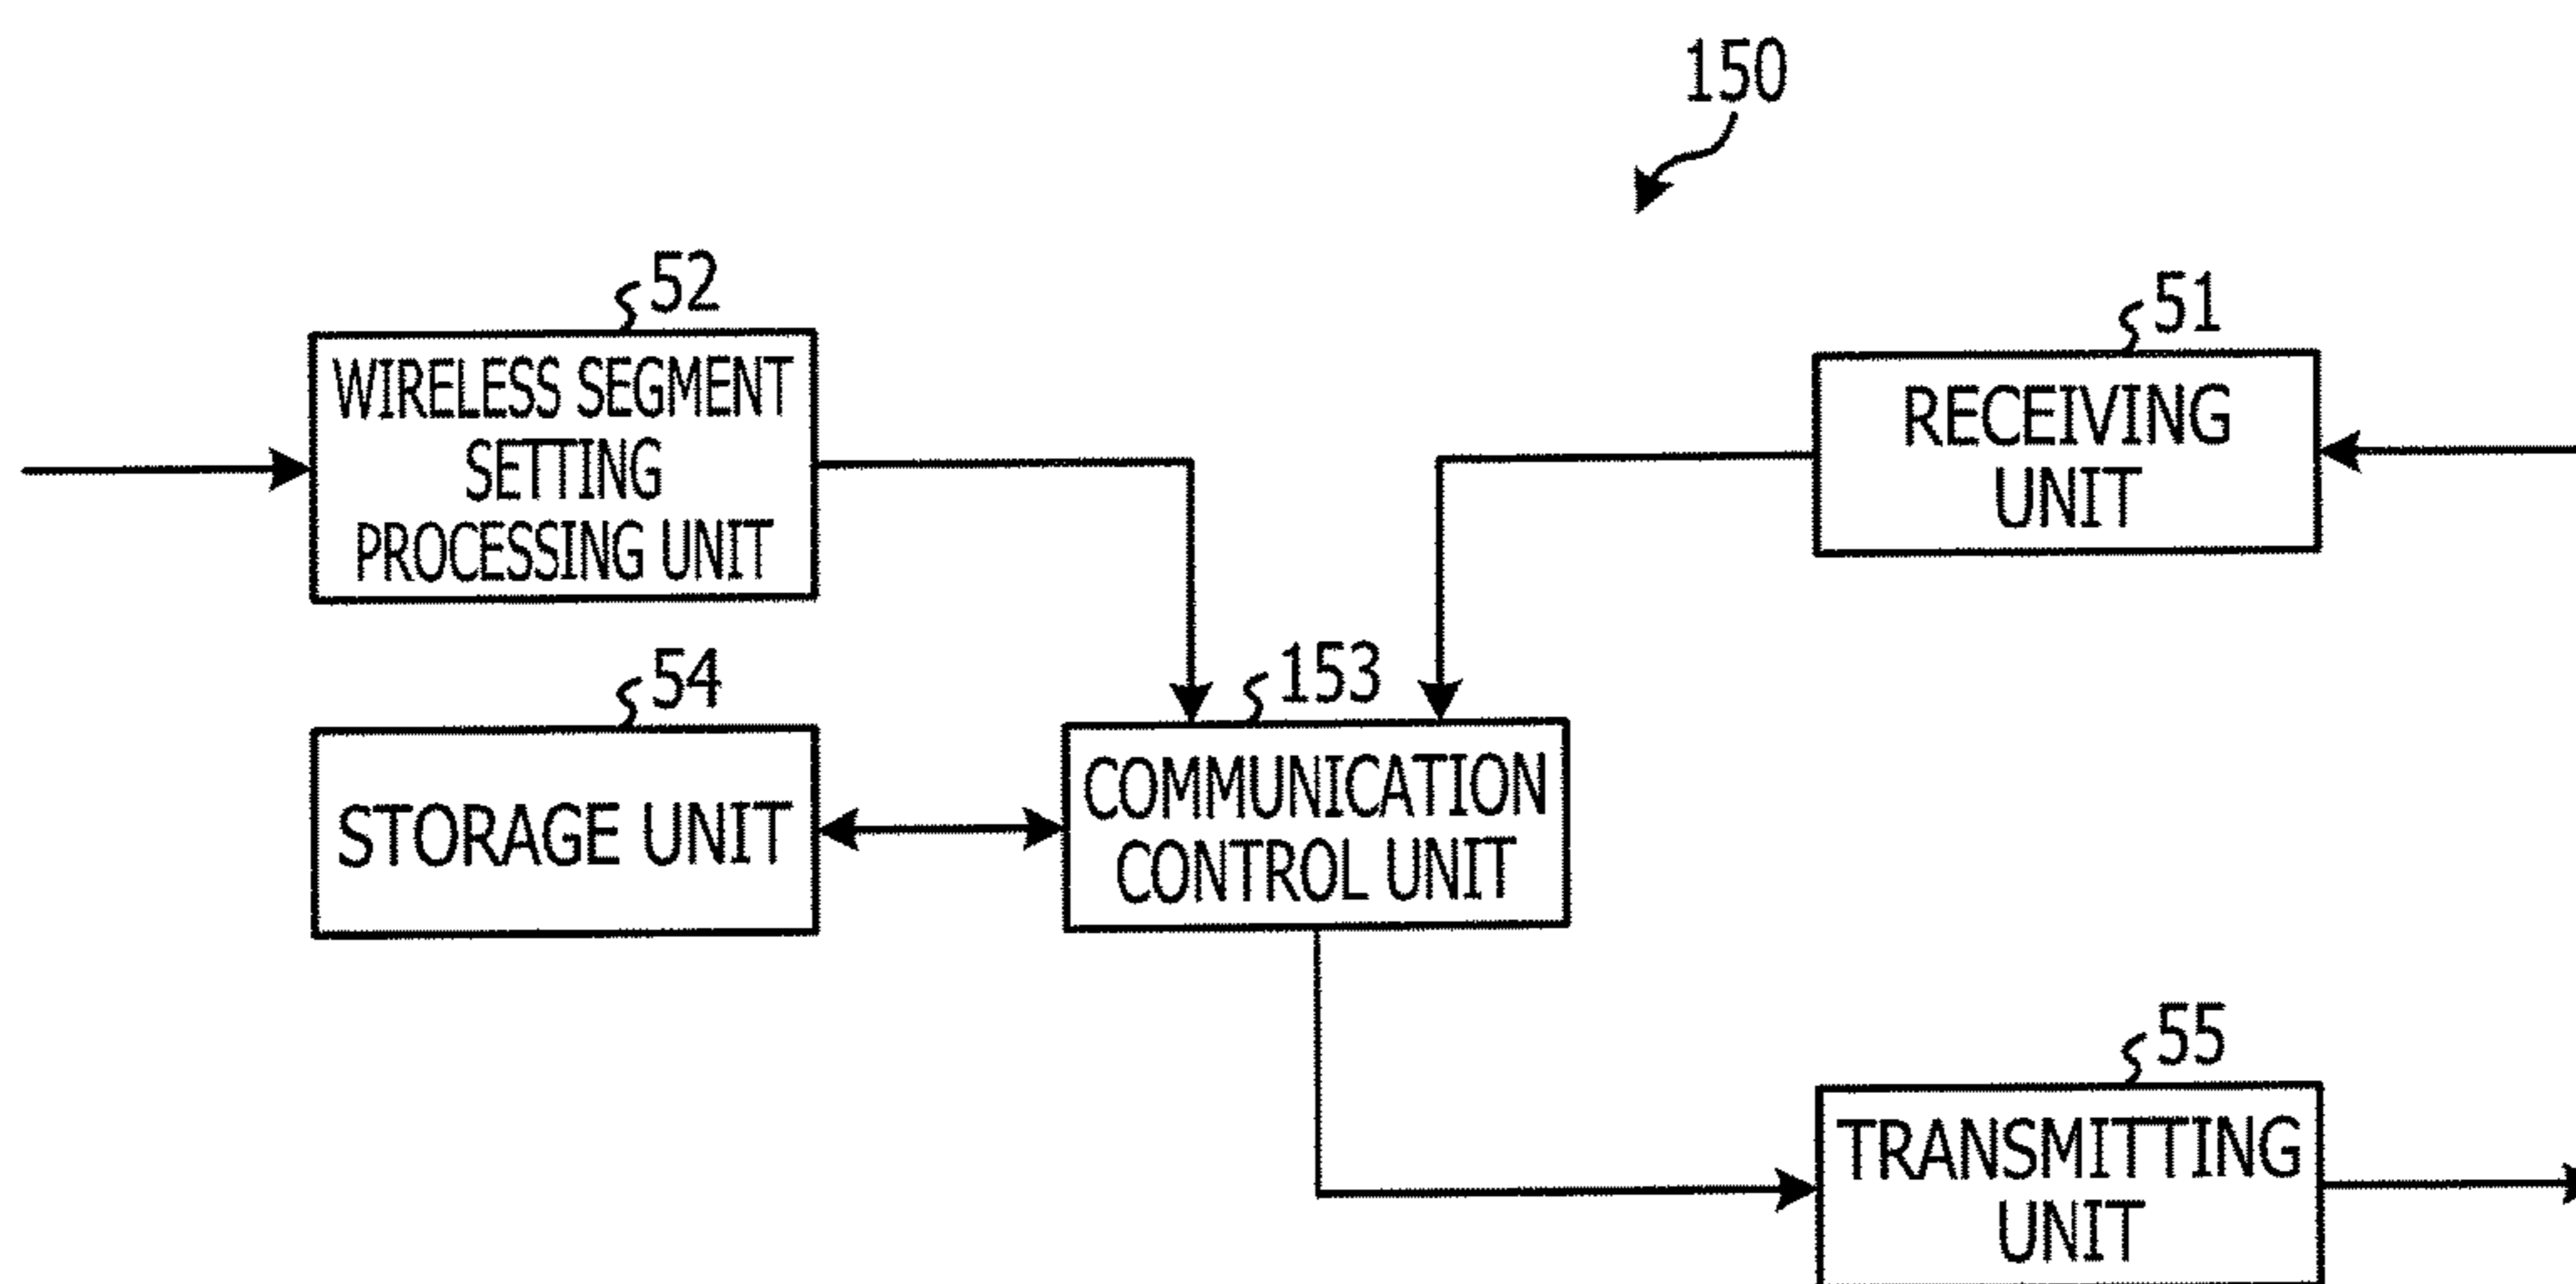 150
52
WIRELESS SEGMENT
SETTING
PROCESSING UNIT
51
RECEIVING
UNIT
54
STORAGE UNIT
153
COMMUNICATION
CONTROL UNIT
55
TRANSMITTING
UNIT